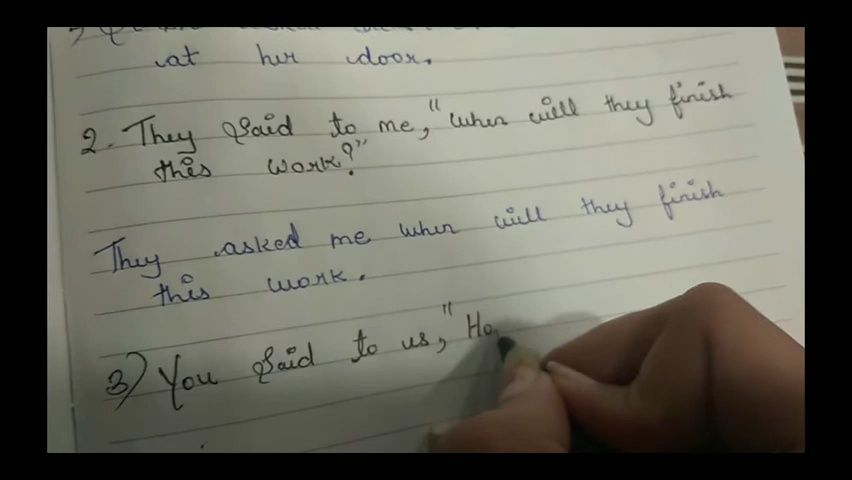 at her door.
2. They said to me, "when will they finish
this work?"
They asked me when will they finish
this work.
3) You said to us, "Ho